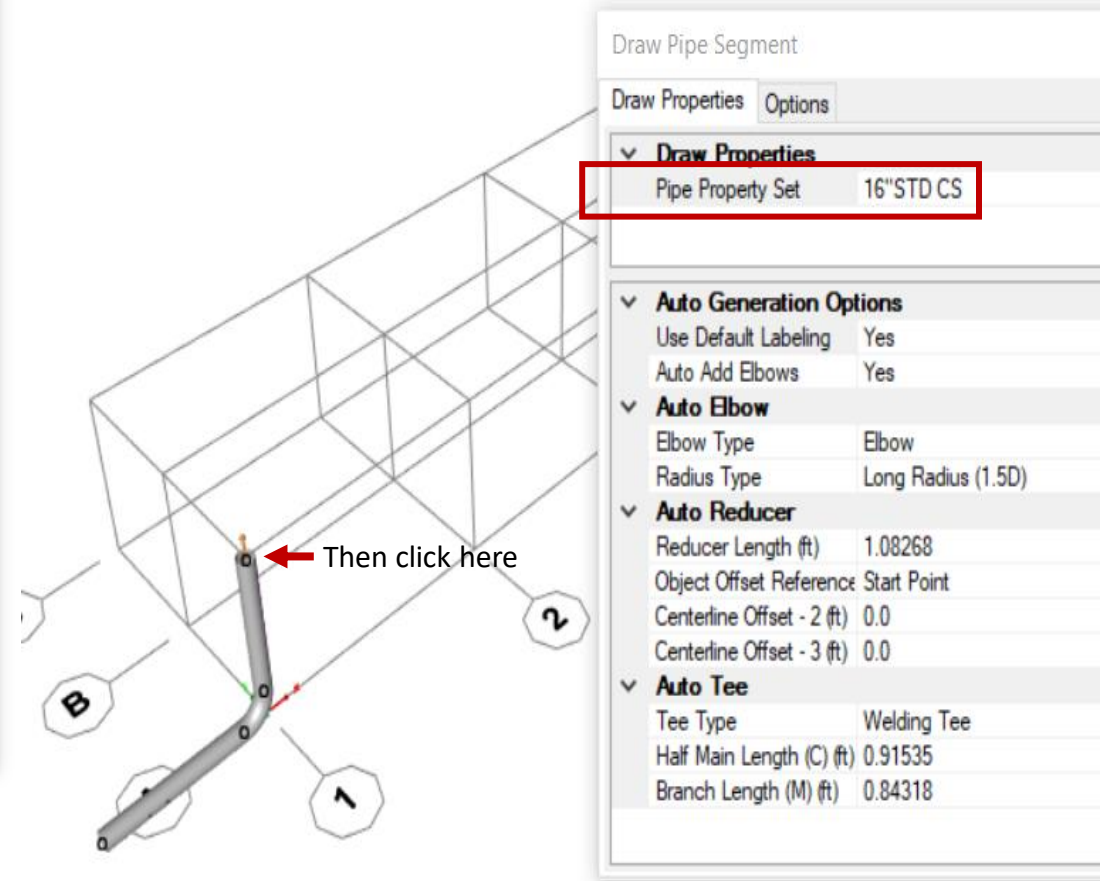 Draw Pipe Segment
Draw Properties Options
Draw Properties
Pipe Property Set 16"STD CS
Auto Generation Options
Use Default Labeling Yes
Auto Add Elbows Yes
Auto Elbow
Elbow Type Elbow
Radius Type Long Radius (1.5D)
Auto Reducer
Reducer Length (ft) 1.08268
Object Offset Reference Start Point
Centerline Offset - 2 (ft) 0.0
Centerline Offset - 3 (ft) 0.0
Auto Tee
Tee Type Welding Tee
Half Main Length (C) (ft) 0.91535
Branch Length (M) (ft) 0.84318
Then click here
2
B
1